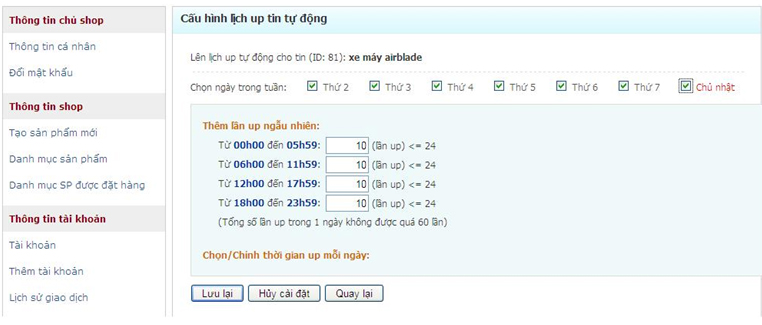 Thông tin chủ shop
Thông tin cá nhân
Đổi mật khẩu
Thông tin shop
Tạo sản phẩm mới
Danh mục sản phẩm
Danh mục SP được đặt hàng
Thông tin tài khoản
Tài khoản
Thêm tài khoản
Lịch sử giao dịch
Cấu hình lịch up tin tự động
Lên lịch up tự động cho tin (ID: 81): xe máy airblade
Chọn ngày trong tuần: Thứ 2 Thứ 3 Thứ 4 Thứ 5 Thứ 6 Thứ 7 Chủ nhật
Thêm lần up ngẫu nhiên:
Từ 00h00 đến 05h59: 10 (lần up) <= 24
Từ 06h00 đến 11h59: 10 (lần up) <= 24
Từ 12h00 đến 17h59: 10 (lần up) <= 24
Từ 18h00 đến 23h59: 10 (lần up) <= 24
(Tổng số lần up trong 1 ngày không được quá 60 lần)
Chọn/Chỉnh thời gian up mỗi ngày:
Lưu lại Hủy cài đặt Quay lại